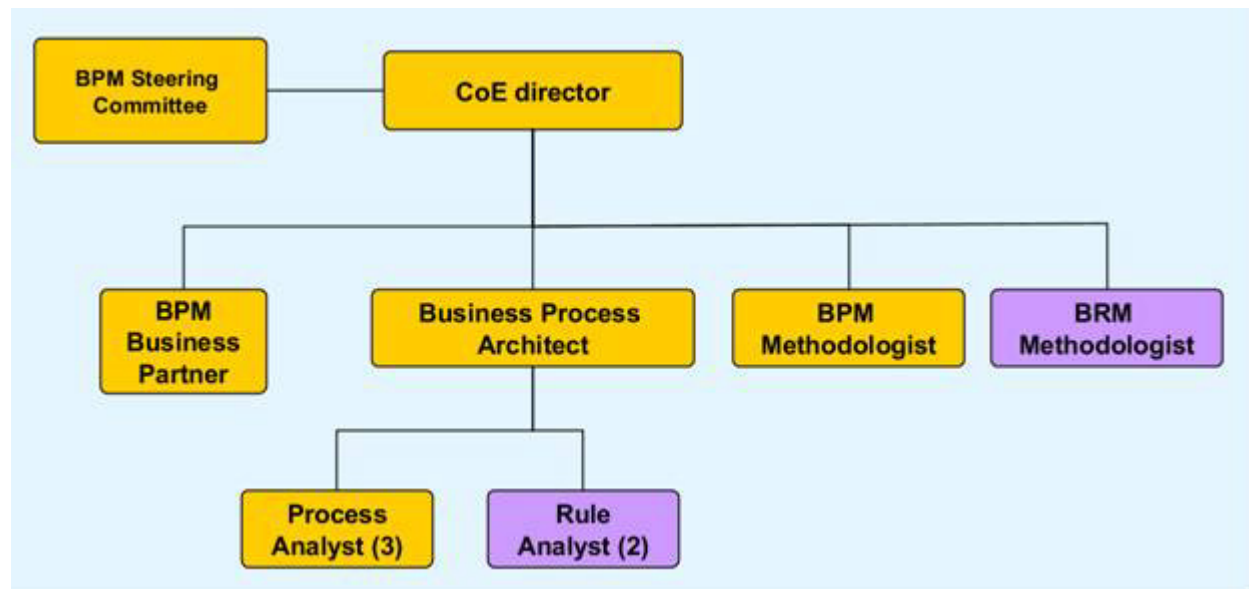 BPM Steering
Committee
CoE director
BPM
Business
Partner
Business Process
Architect
BPM
Methodologist
BRM
Methodologist
Process
Analyst (3)
Rule
Analyst (2)